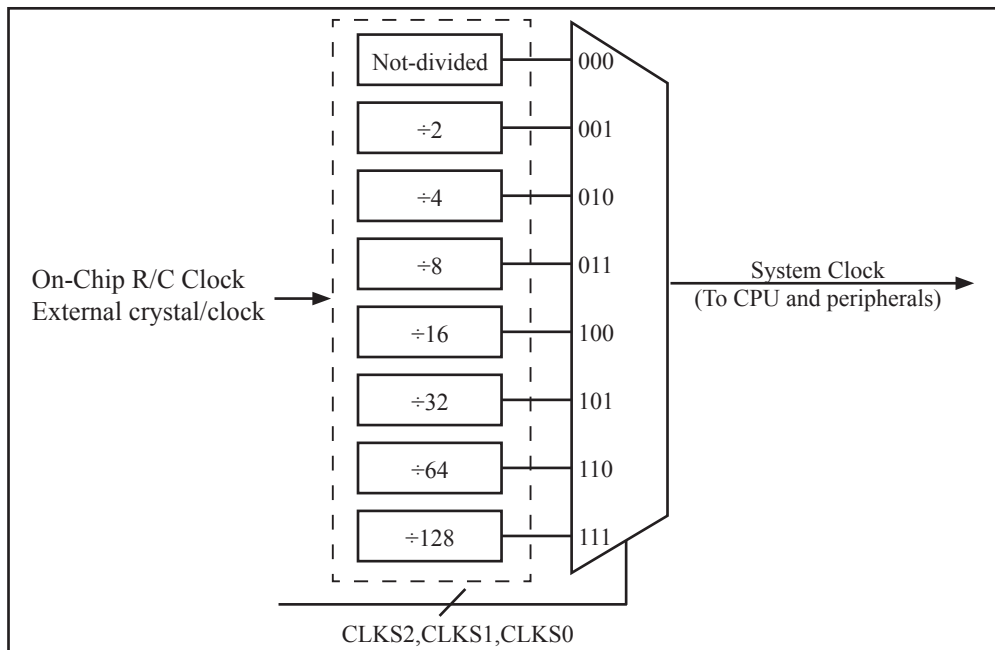 Not-divided
000
÷2
001
÷4
010
÷8
011
÷16
100
÷32
101
÷64
110
÷128
111
On-Chip R/C Clock
External crystal/clock
System Clock
(To CPU and peripherals)
CLKS2,CLKS1,CLKS0